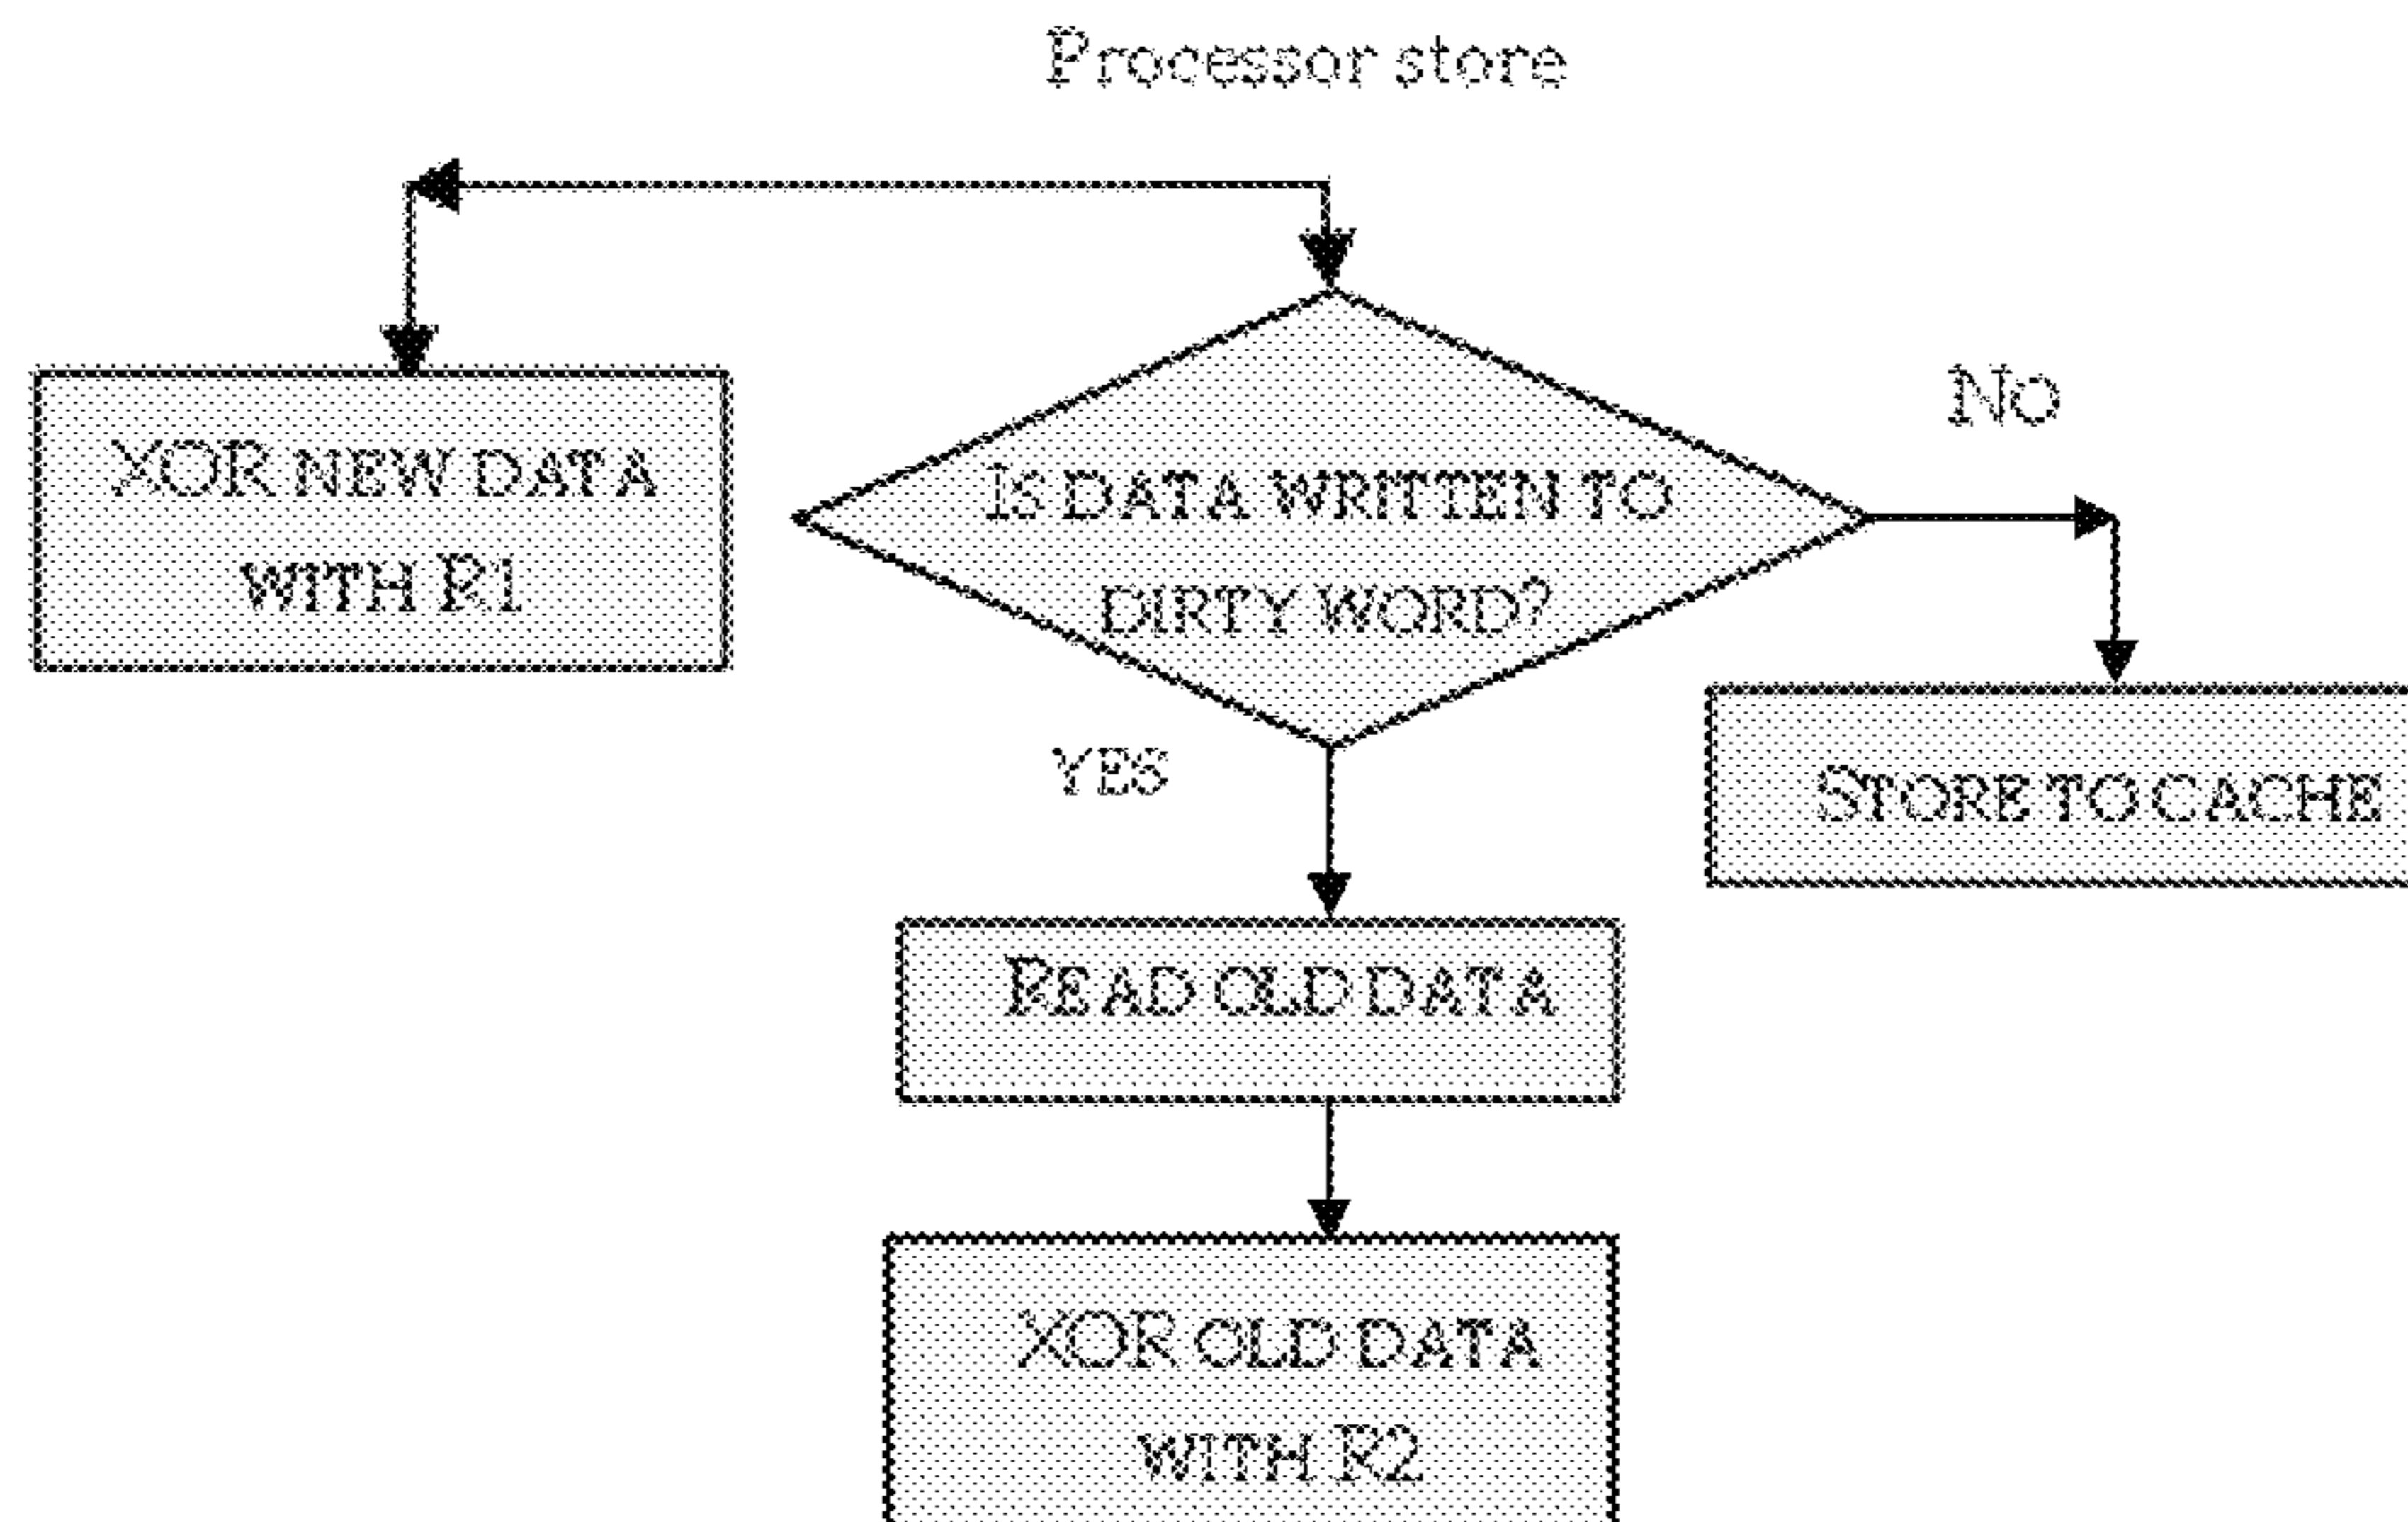 Processor store
XOR NEW DATA
WITH R1
IS DATA WRITTEN TO
DIRTY WORD?
NO
YES
STORE TO CACHE
READ OLD DATA
XOR OLD DATA
WITH R2